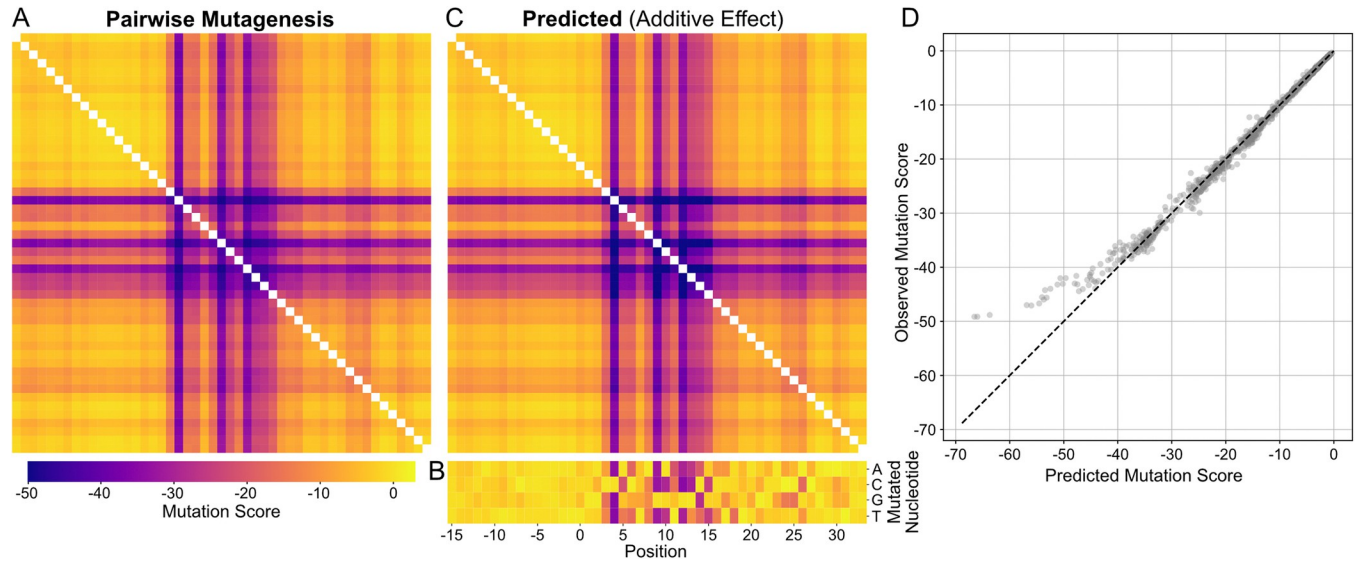 A
Pairwise Mutagenesis
C
Predicted (Additive Effect)
D
0
-10
-20
-30
-40
-50
-60
-70
Observed Mutation Score
-70 -60 -50 -40 -30 -20 -10 -0
Predicted Mutation Score
-50 -40 -30 -20 -10 0
Mutation Score
B
A
C
G
T
Mutated
Nucleotide
-15 -10 -5 0 5 10 15 20 25 30
Position